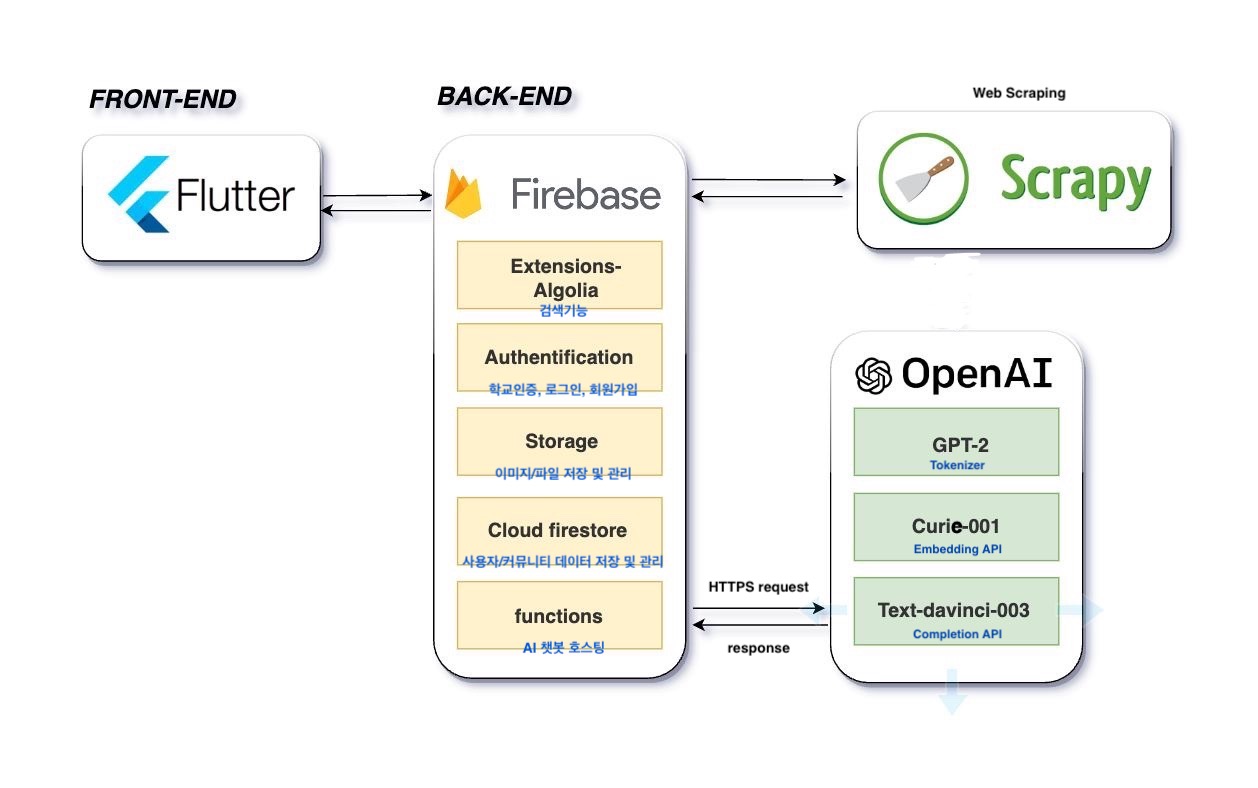 FRONT-END
Flutter
BACK-END
Firebase
Extensions-
Algolia
검색기능
Authentification
학교인증, 로그인, 회원가입
Storage
이미지/파일 저장 및 관리
Cloud firestore
사용자/커뮤니티 데이터 저장 및 관리
functions
AI 챗봇 호스팅
Web Scraping
Scrapy
HTTPS request
response
OpenAI
GPT-2
Tokenizer
Curie-001
Embedding API
Text-davinci-003
Completion API